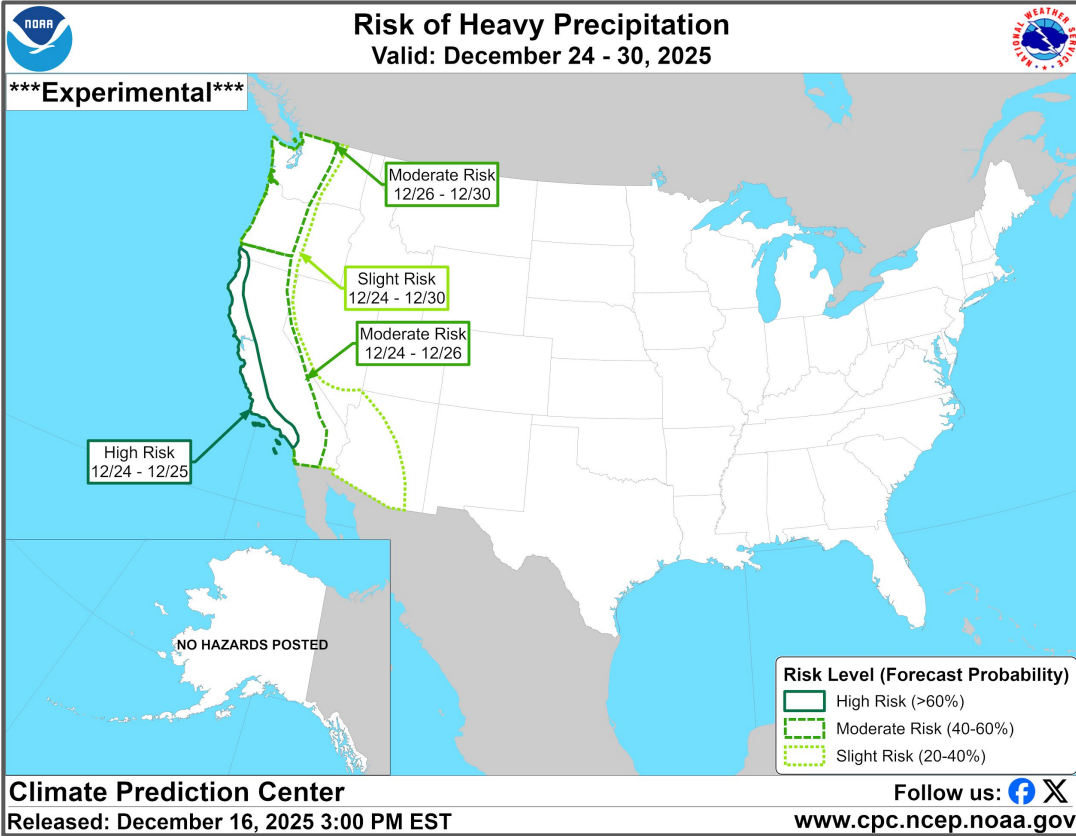 NOAA
Risk of Heavy Precipitation
Valid: December 24 - 30, 2025
NATIONAL WEATHER SERVICE
***Experimental***
Moderate Risk
12/26 - 12/30
Slight Risk
12/24 - 12/30
Moderate Risk
12/24 - 12/26
High Risk
12/24 - 12/25
NO HAZARDS POSTED
Risk Level (Forecast Probability)
High Risk (>60%)
Moderate Risk (40-60%)
Slight Risk (20-40%)
Climate Prediction Center
Follow us:
Released: December 16, 2025 3:00 PM EST
www.cpc.ncep.noaa.gov